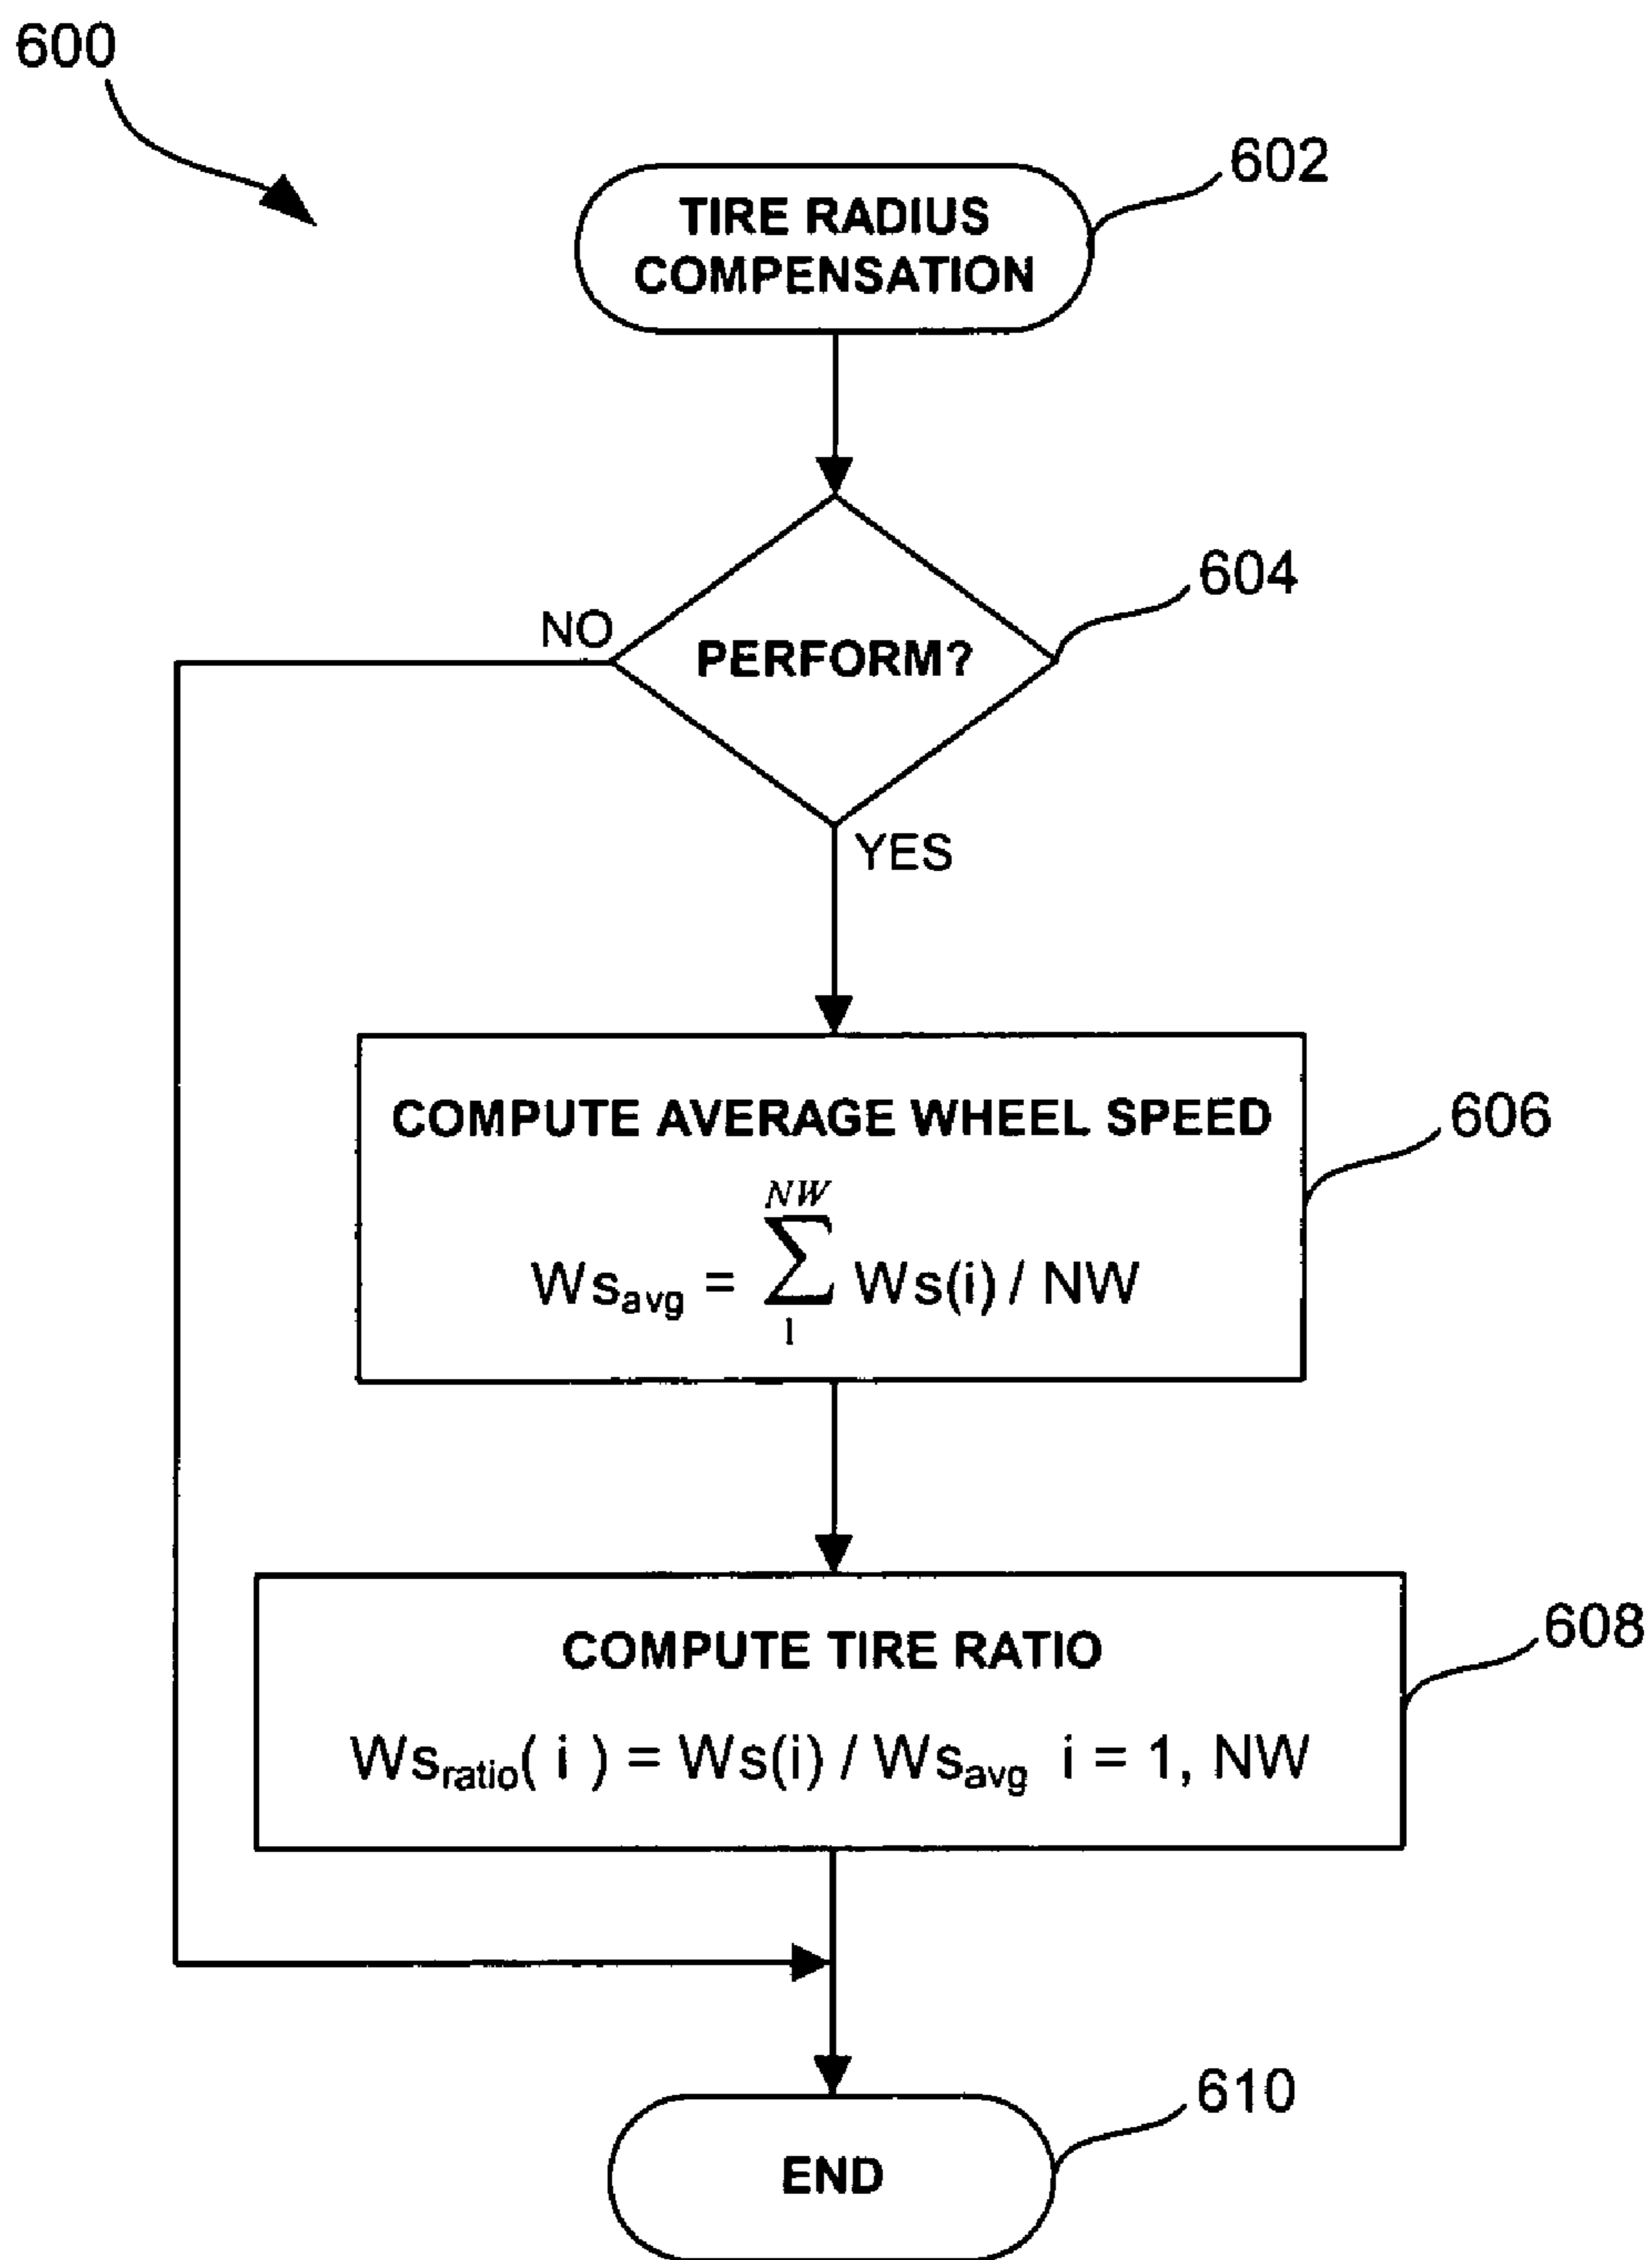 600
602
TIRE RADIUS
COMPENSATION
604
NO
PERFORM?
YES
606
COMPUTE AVERAGE WHEEL SPEED
NW
Wsavg = ∑ Ws(i) / NW
1
608
COMPUTE TIRE RATIO
Wsratio( i ) = Ws(i) / Wsavg i = 1, NW
610
END